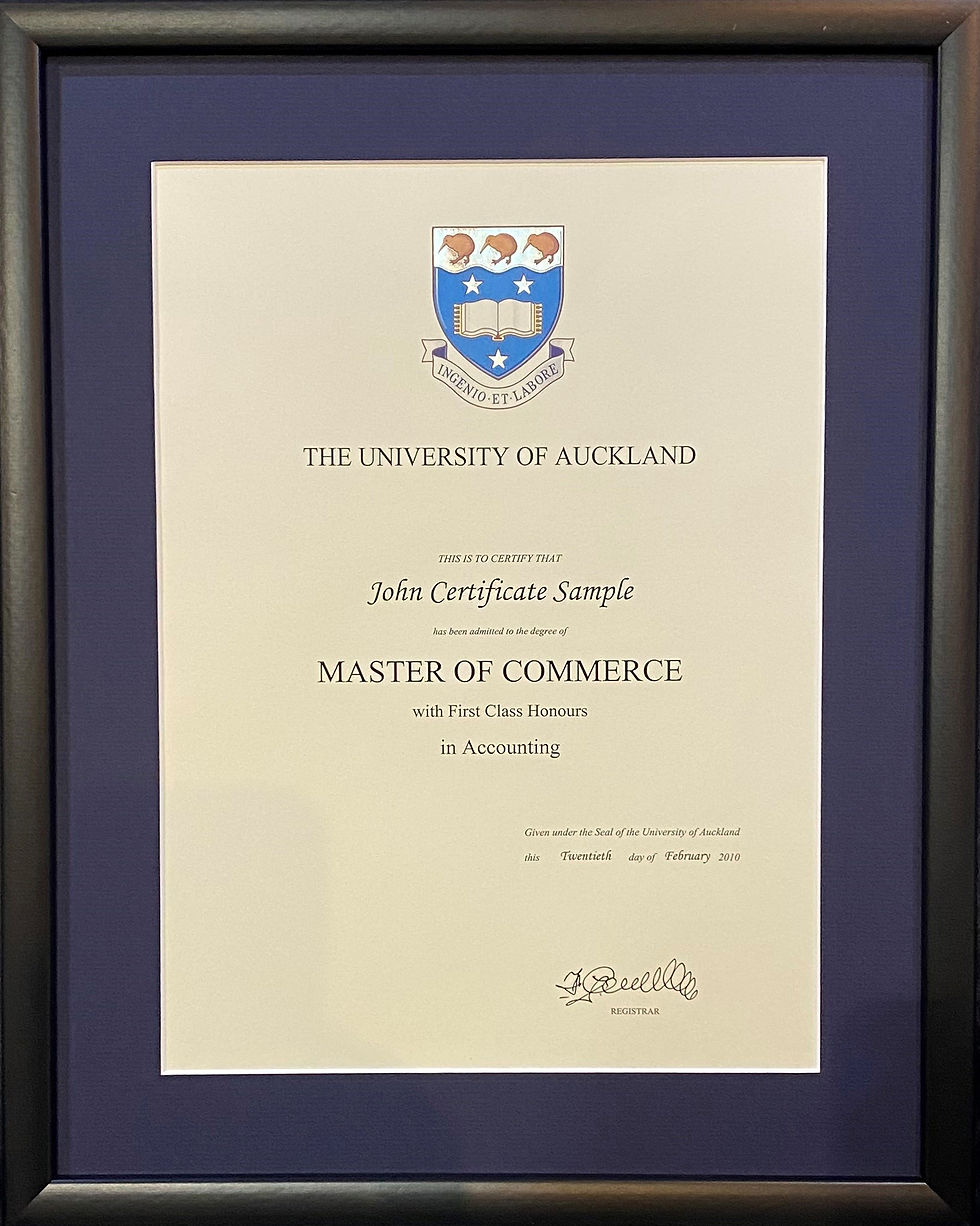 INGENIO·ET·LABORE
THE UNIVERSITY OF AUCKLAND
THIS IS TO CERTIFY THAT
John Certificate Sample
has been admitted to the degree of
MASTER OF COMMERCE
with First Class Honours
in Accounting
Given under the Seal of the University of Auckland
this Twentieth day of February 2010
REGISTRAR